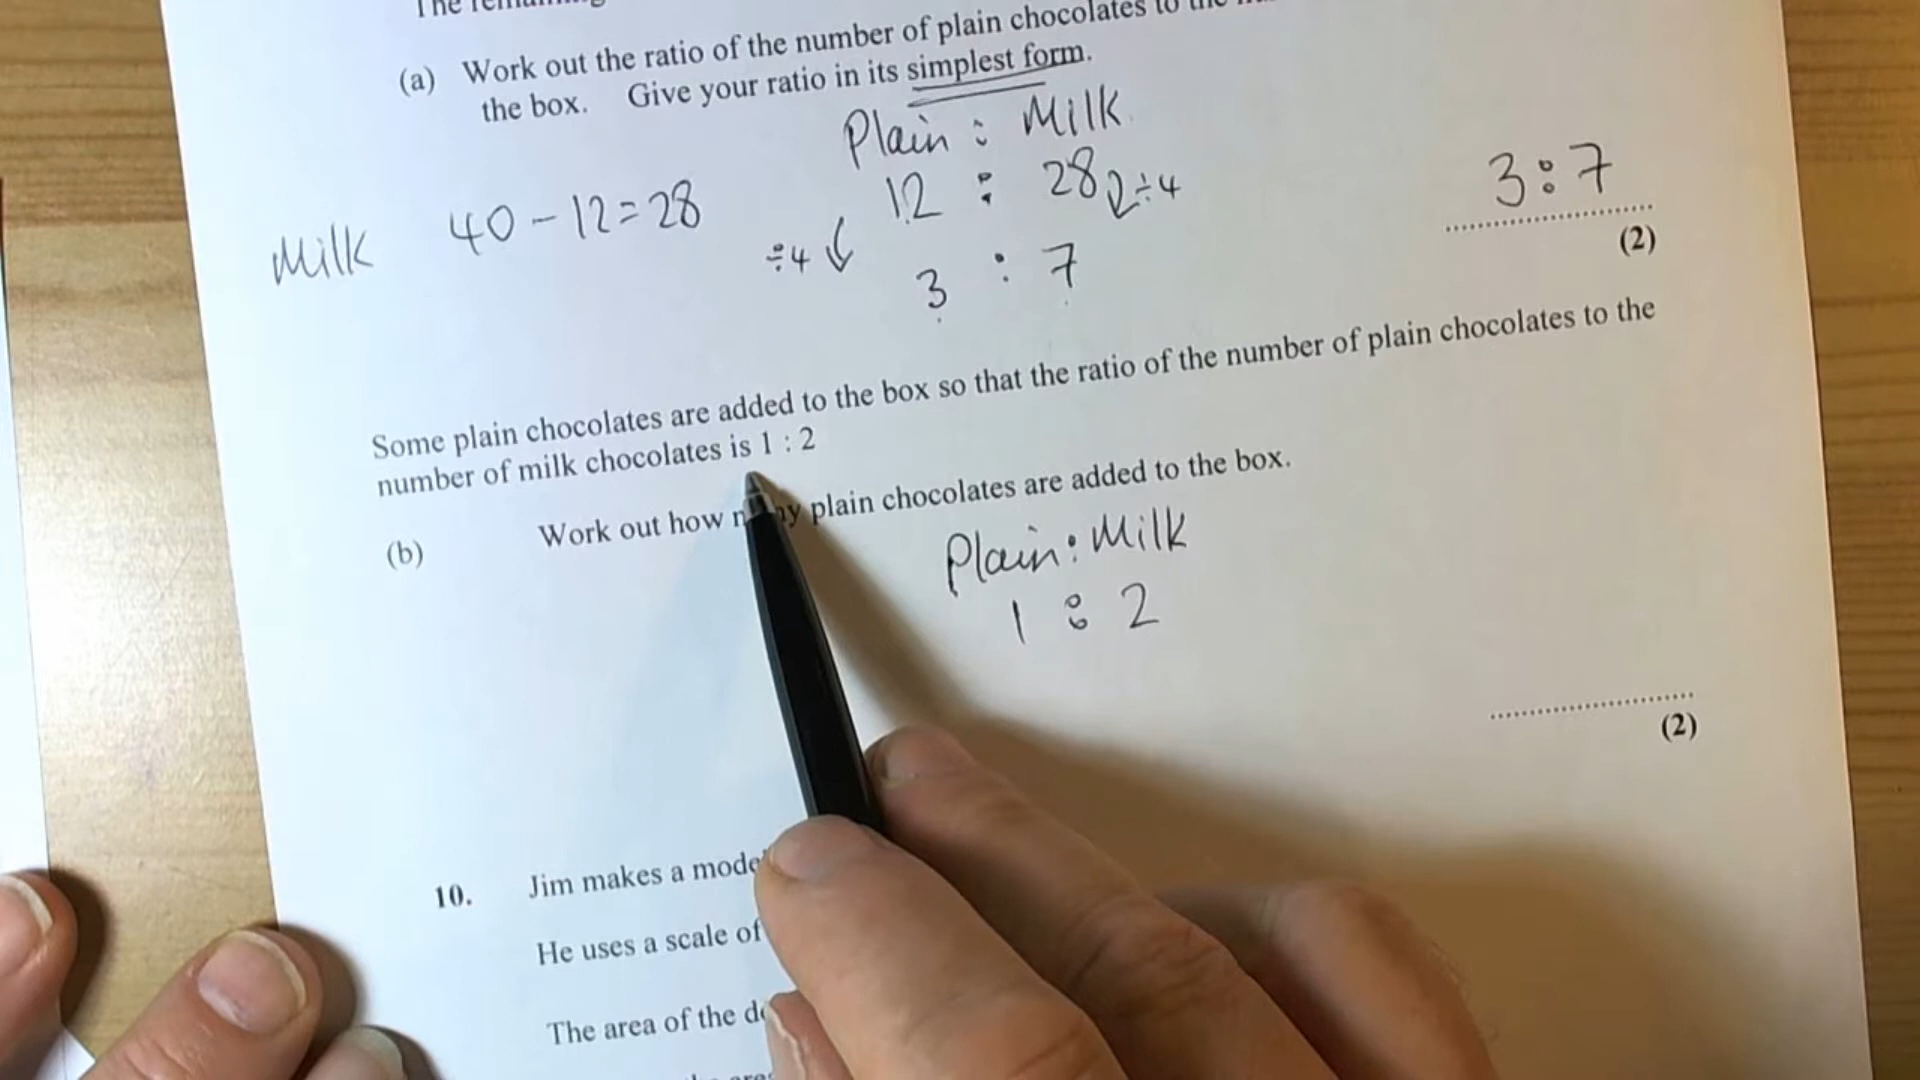 The
(a) Work out the ratio of the number of plain chocolates to the
the box. Give your ratio in its simplest form.
Plain : Milk
Milk 40 - 12 = 28
12 : 28 ÷4
÷4
3 : 7
3 : 7
(2)
Some plain chocolates are added to the box so that the ratio of the number of plain chocolates to the
number of milk chocolates is 1 : 2
(b) Work out how plain chocolates are added to the box.
Plain : Milk
1 : 2
(2)
10. Jim makes a
He uses a scale of
The area of the